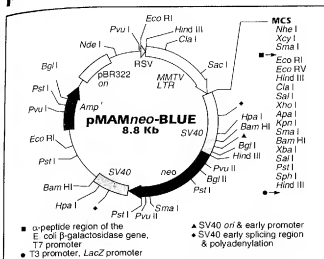 Eco RI
Hind III
Cla I
Pvu I
RSV
Nde I
pBR322
ori
MMTV
LTR
Sac I
Bgl I
Pst I
Pvu I
Amp r
pMAMneo-BLUE
8.8 Kb
Hpa I
Bam HI
SV40
Bgl I
Hind III
Pvu II
Bgl II
Pst I
Eco RI
Pst I
neo
SV40
Bam HI
Hpa I
Pst I
Pvu II
Sma I
MCS
Nhe I
Xcy I
Sma I
Eco RI
Eco RV
Hind III
Cla I
Sal I
Xho I
Apa I
Kpn I
Sma I
Bam HI
Xba I
Sal I
Pst I
Sph I
Hind III
■ α-peptide region of the
E coli β-galactosidase gene,
T7 promoter
● T3 promoter, LacZ promoter
▲ SV40 ori & early promoter
◆ SV40 early splicing region
& polyadenylation